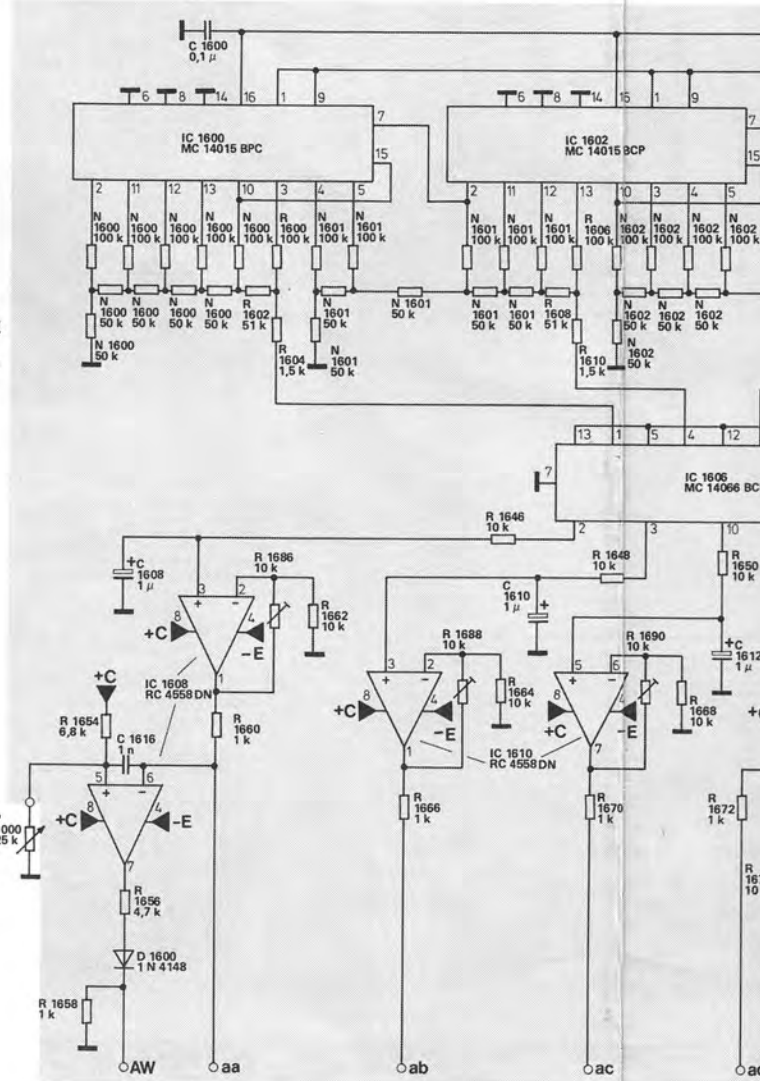 C 1600
0,1 µ
6 8 14 16 1 9
6 8 14 15 1 9
IC 1600
MC 14015 BPC
7
15
IC 1602
MC 14015 BCP
7
15
2 11 12 13 10 3 4 5
2 11 12 13 10 3 4 5
N 1600 100 k
N 1600 100 k
N 1600 100 k
N 1600 100 k
N 1600 100 k
R 1600 100 k
N 1601 100 k
N 1601 100 k
N 1601 100 k
N 1601 100 k
N 1601 100 k
R 1606 100 k
N 1602 100 k
N 1602 100 k
N 1602 100 k
N 1602 100 k
N 1600 50 k
N 1600 50 k
N 1600 50 k
N 1600 50 k
R 1602 51 k
N 1601 50 k
N 1601 50 k
N 1601 50 k
N 1601 50 k
R 1608 51 k
N 1602 50 k
N 1602 50 k
N 1602 50 k
N 1600 50 k
R 1604 1,5 k
N 1601 50 k
R 1610 1,5 k
N 1602 50 k
13 1 5 4 12
7
IC 1606
MC 14066 BC
2 3 10
R 1646
10 k
R 1648
10 k
R 1650 10 k
+C 1608 1 µ
R 1686
10 k
R 1662 10 k
3 2
+ −
8 4
+C
−E
1
IC 1608
RC 4558 DN
C 1610 1 µ +
R 1688
10 k
R 1664 10 k
3 2
+ −
8 4
+C
−E
1
IC 1610
RC 4558 DN
R 1690
10 k
R 1668 10 k
5 6
+ −
8 4
+C
−E
7
+C 1612 1 µ
+C
R 1654
6,8 k
C 1616
1 n
R 1660 1 k
5 6
+ −
8 4
+C
−E
7
000
25 k
R 1666 1 k
R 1670 1 k
R 1672 1 k
R
10
R 1656 4,7 k
D 1600
1 N 4148
R 1658
1 k
AW
aa
ab
ac